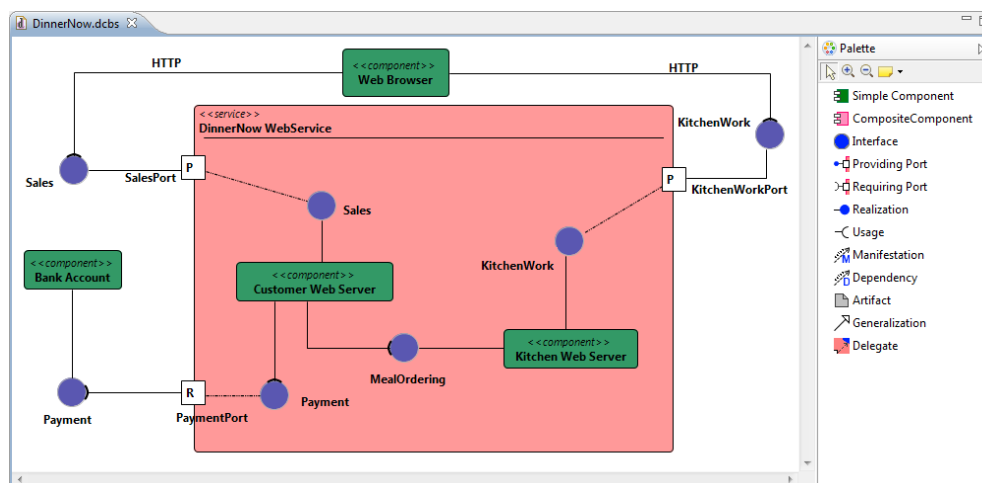 DinnerNow.dcbs
HTTP
<<component>>
Web Browser
HTTP
<<service>>
DinnerNow WebService
KitchenWork
Sales
SalesPort
P
P
KitchenWorkPort
Sales
KitchenWork
<<component>>
Bank Account
<<component>>
Customer Web Server
<<component>>
Kitchen Web Server
MealOrdering
R
Payment
PaymentPort
Payment
Palette
Simple Component
CompositeComponent
Interface
Providing Port
Requiring Port
Realization
Usage
M
Manifestation
D
Dependency
Artifact
Generalization
Delegate